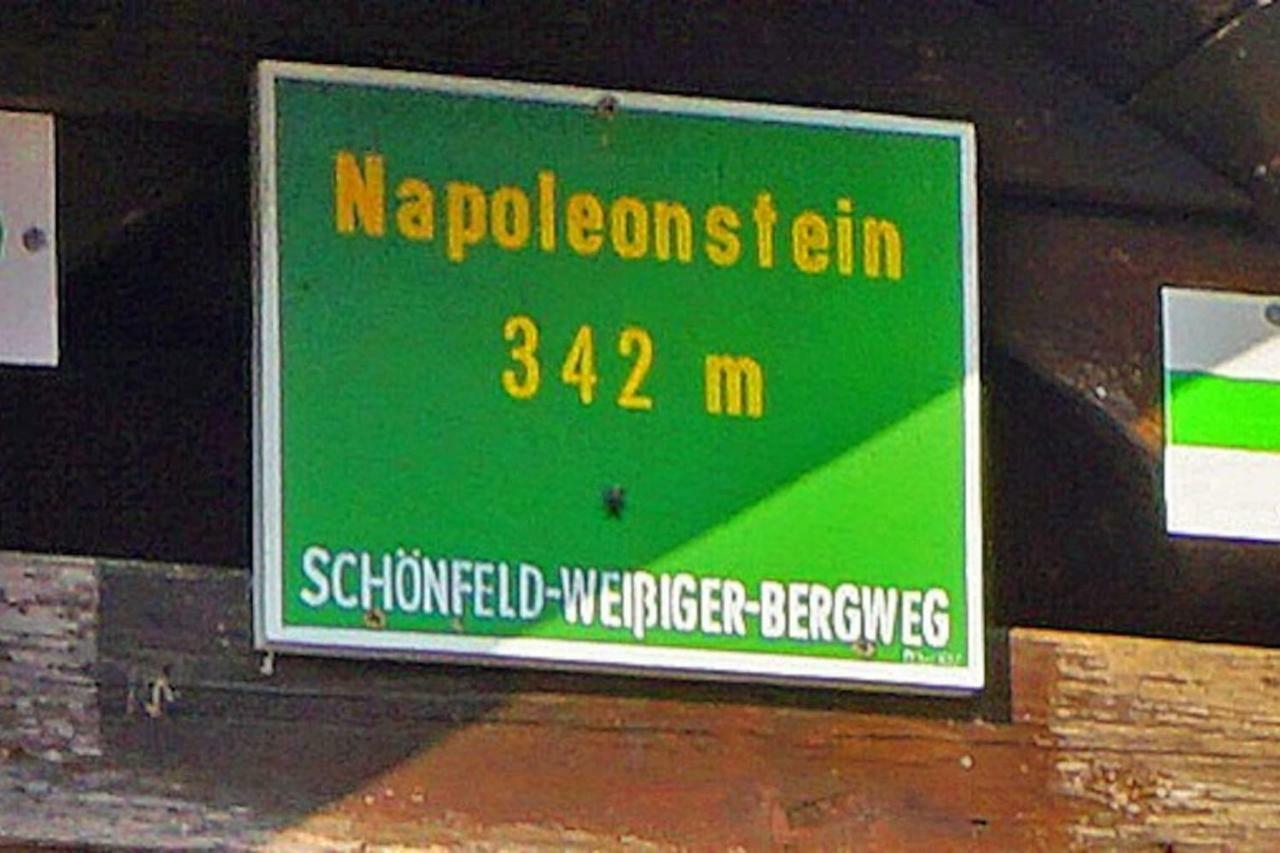 Napoleonstein
342 m
SCHÖNFELD-WEIßIGER-BERGWEG